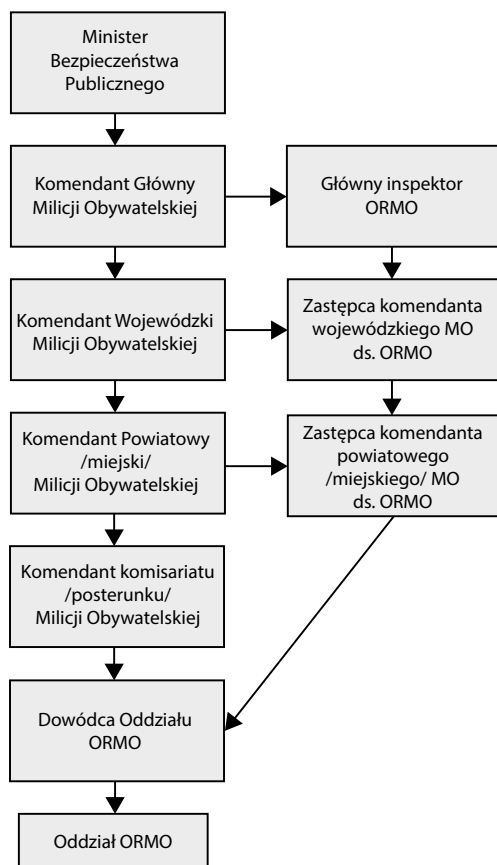 Minister
Bezpieczeństwa
Publicznego
Komendant Główny
Milicji Obywatelskiej
Główny inspektor
ORMO
Komendant Wojewódzki
Milicji Obywatelskiej
Zastępca komendanta
wojewódzkiego MO
ds. ORMO
Komendant Powiatowy
/miejski/
Milicji Obywatelskiej
Zastępca komendanta
powiatowego
/miejskiego/ MO
ds. ORMO
Komendant komisariatu
/posterunku/
Milicji Obywatelskiej
Dowódca Oddziału
ORMO
Oddział ORMO